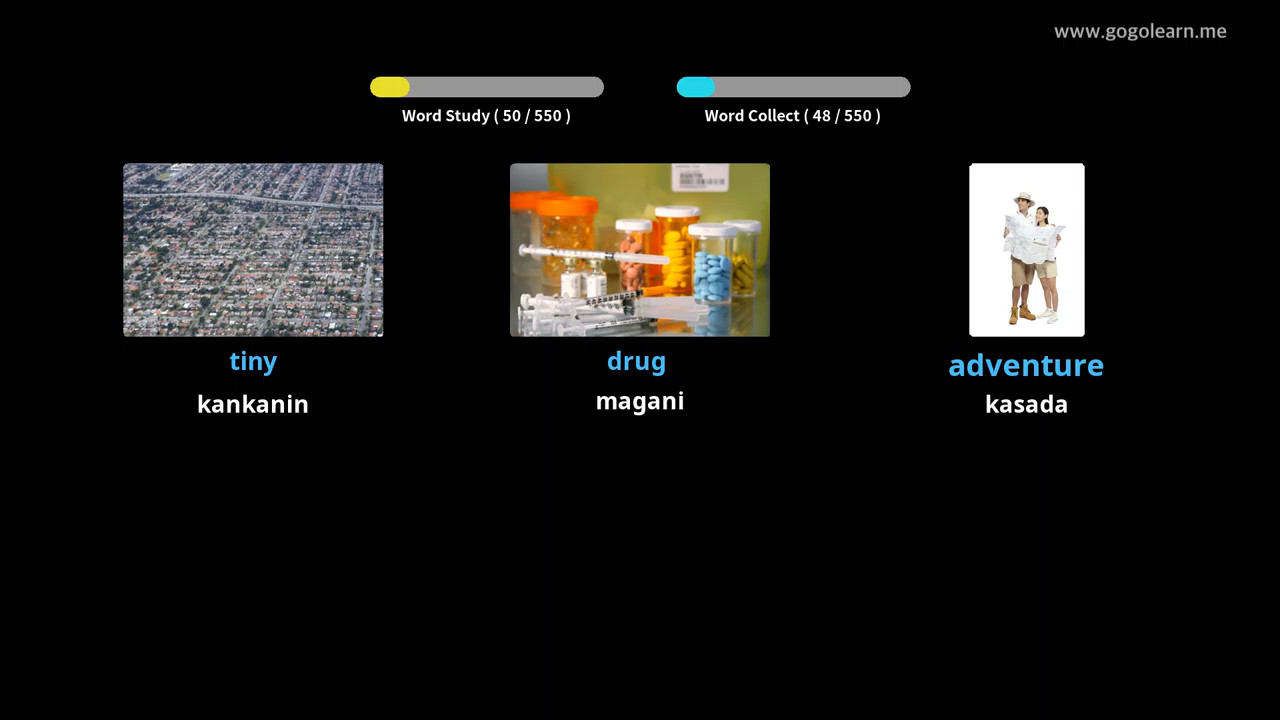 www.gogolearn.me
Word Study ( 50 / 550 )
Word Collect ( 48 / 550 )
tiny
kankanin
drug
magani
adventure
kasada